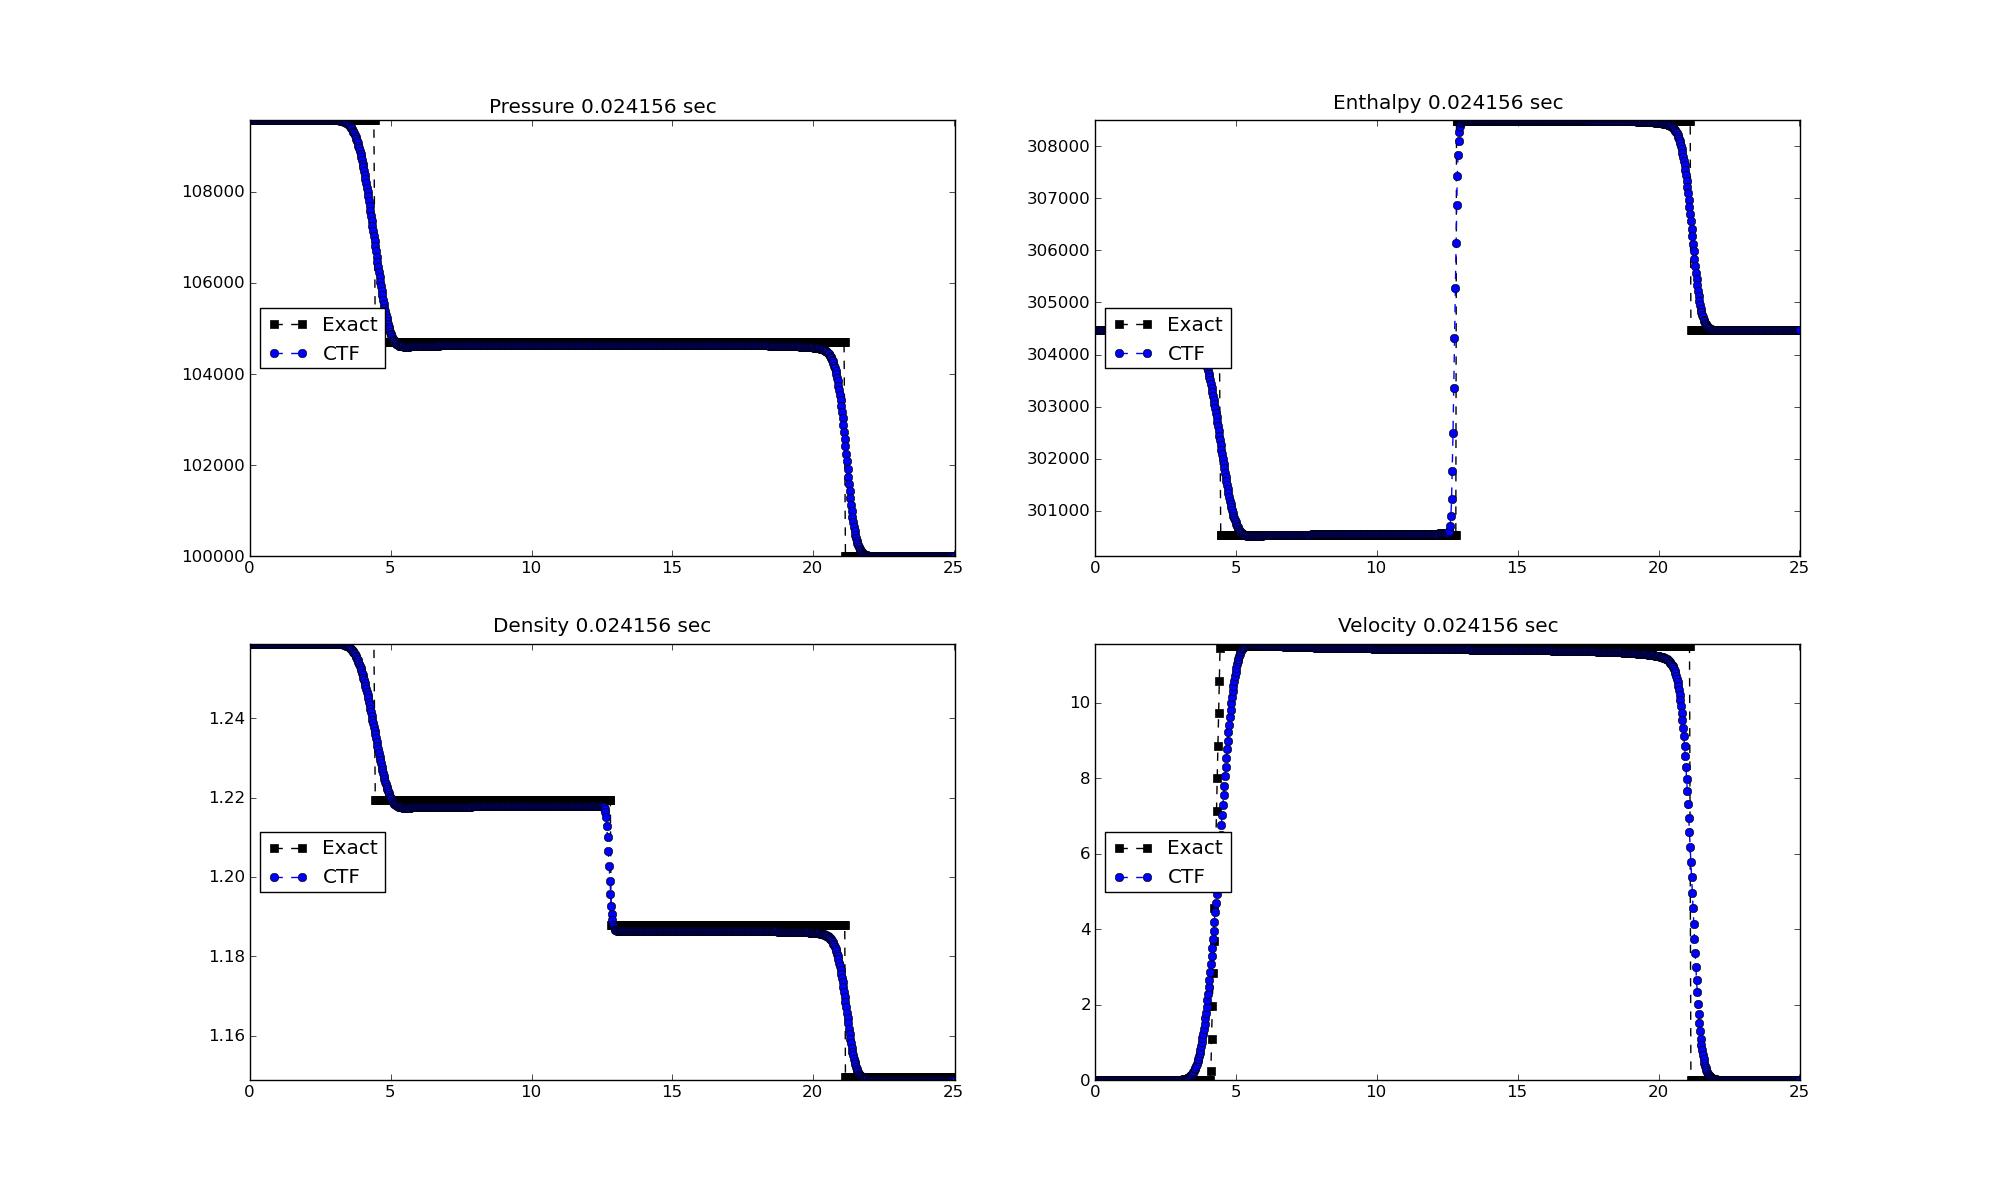 Pressure 0.024156 sec
108000
106000
104000
102000
100000
Exact
CTF
0 5 10 15 20 25
Enthalpy 0.024156 sec
308000
307000
306000
305000
304000
303000
302000
301000
Exact
CTF
0 5 10 15 20 25
Density 0.024156 sec
1.24
1.22
1.20
1.18
1.16
Exact
CTF
0 5 10 15 20 25
Velocity 0.024156 sec
10
8
6
4
2
0
Exact
CTF
0 5 10 15 20 25